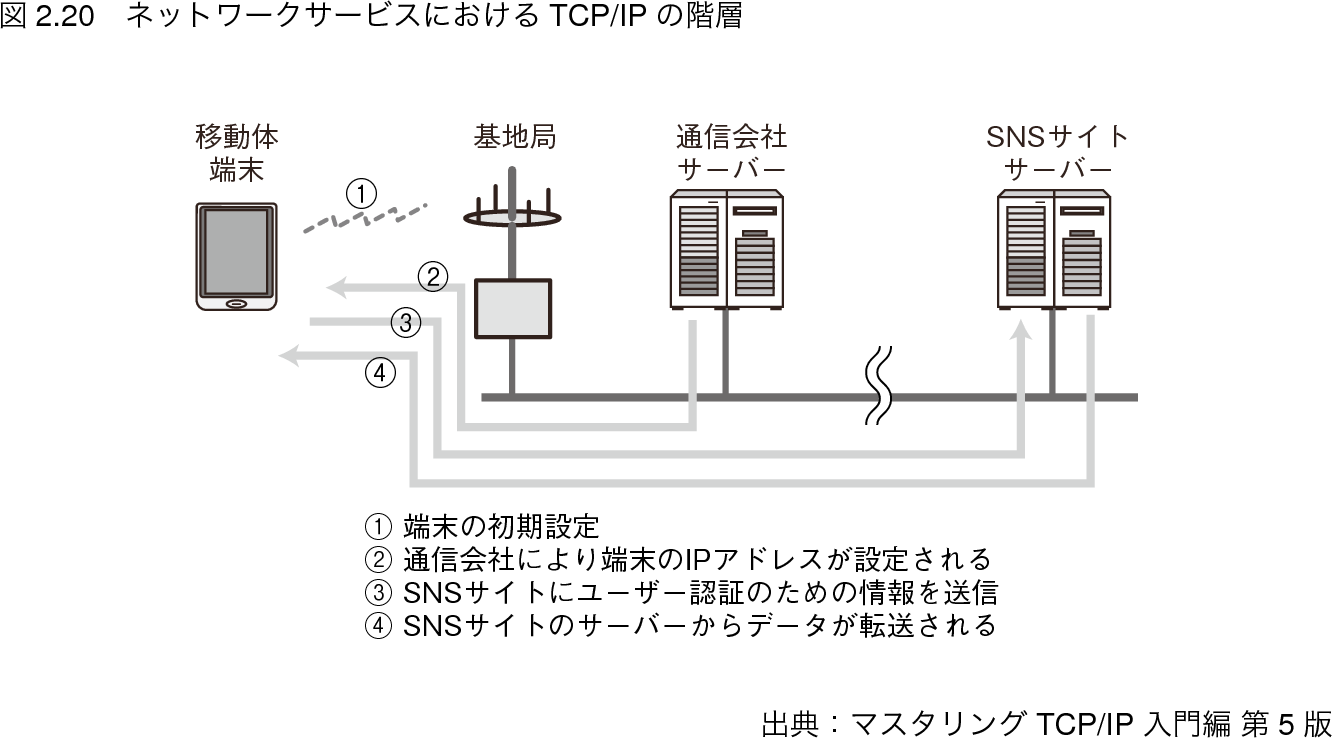 図 2.20　ネットワークサービスにおける TCP/IP の階層
移動体
端末
基地局
通信会社
サーバー
SNSサイト
サーバー
①
②
③
④
① 端末の初期設定
② 通信会社により端末のIPアドレスが設定される
③ SNSサイトにユーザー認証のための情報を送信
④ SNSサイトのサーバーからデータが転送される
出典：マスタリング TCP/IP 入門編 第 5 版